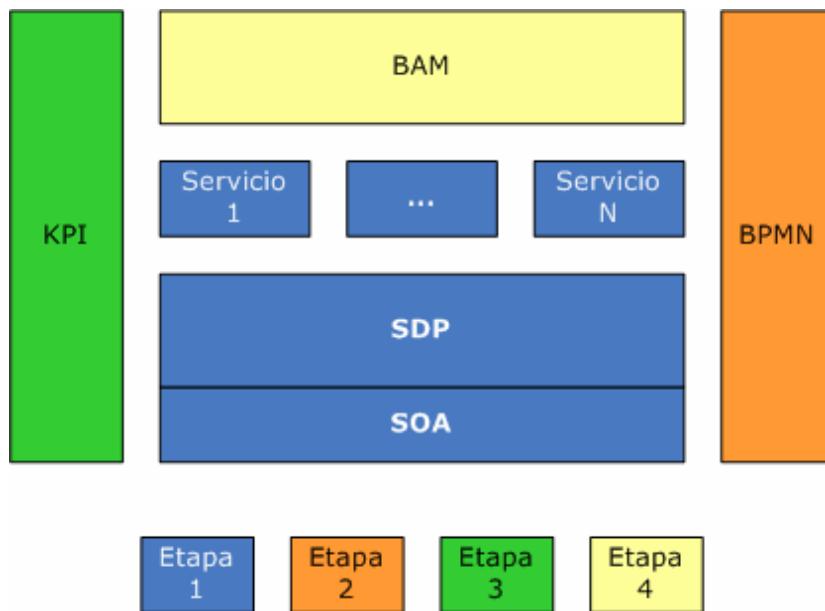 BAM
Servicio
1
...
Servicio
N
KPI
BPMN
SDP
SOA
Etapa
1
Etapa
2
Etapa
3
Etapa
4